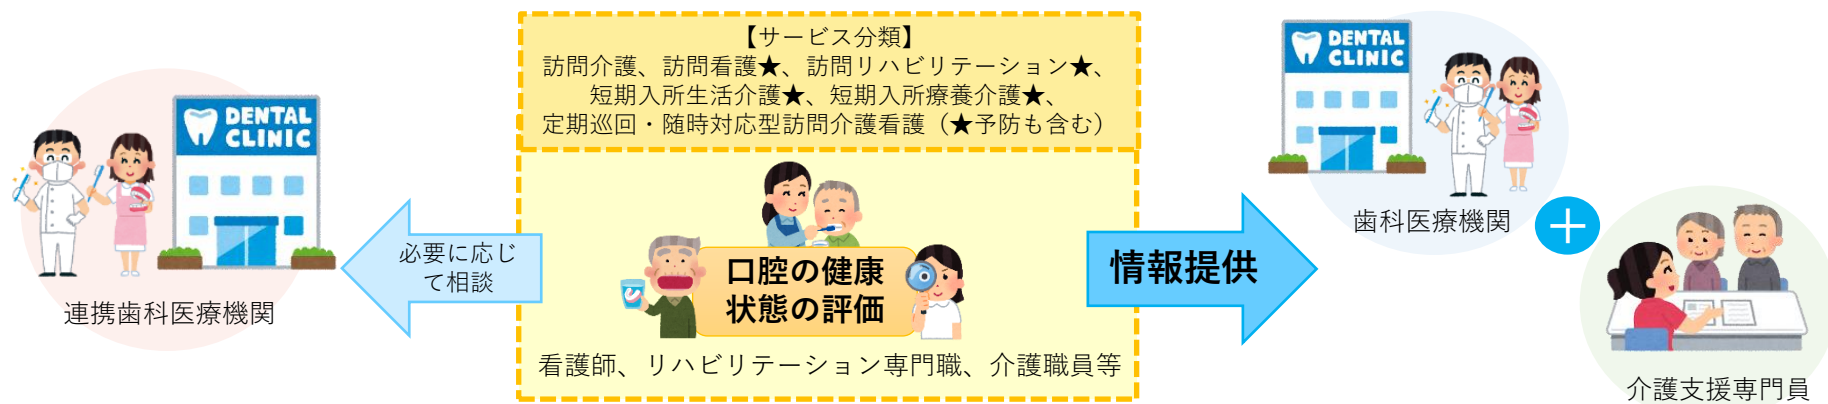 DENTAL
CLINIC
連携歯科医療機関
必要に応じ
て相談
【サービス分類】
訪問介護、訪問看護★、訪問リハビリテーション★、
短期入所生活介護★、短期入所療養介護★、
定期巡回・随時対応型訪問介護看護（★予防も含む）
口腔の健康
状態の評価
看護師、リハビリテーション専門職、介護職員等
情報提供
DENTAL
CLINIC
歯科医療機関
＋
介護支援専門員